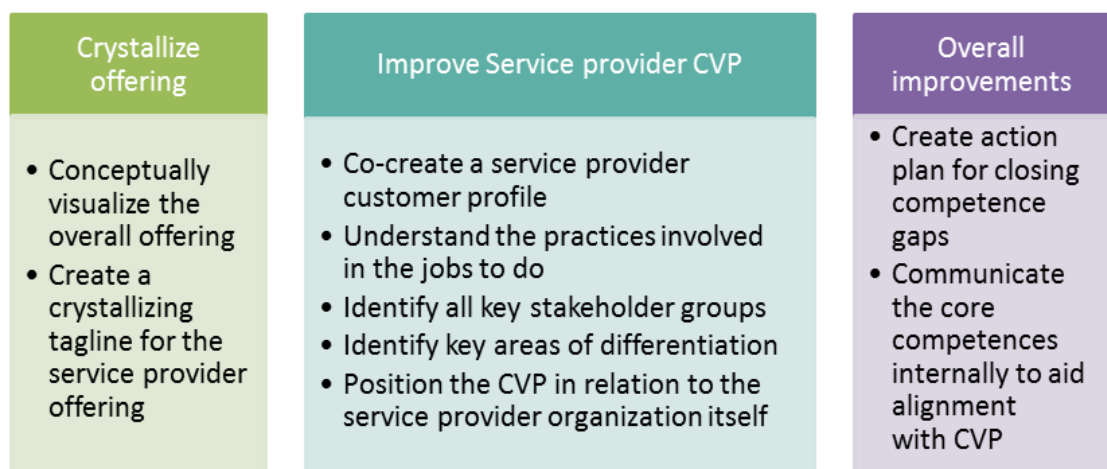 Crystallize
offering
• Conceptually
visualize the
overall offering
• Create a
crystallizing
tagline for the
service provider
offering
Improve Service provider CVP
• Co-create a service provider
customer profile
• Understand the practices involved
in the jobs to do
• Identify all key stakeholder groups
• Identify key areas of differentiation
• Position the CVP in relation to the
service provider organization itself
Overall
improvements
• Create action
plan for closing
competence
gaps
• Communicate
the core
competences
internally to aid
alignment
with CVP